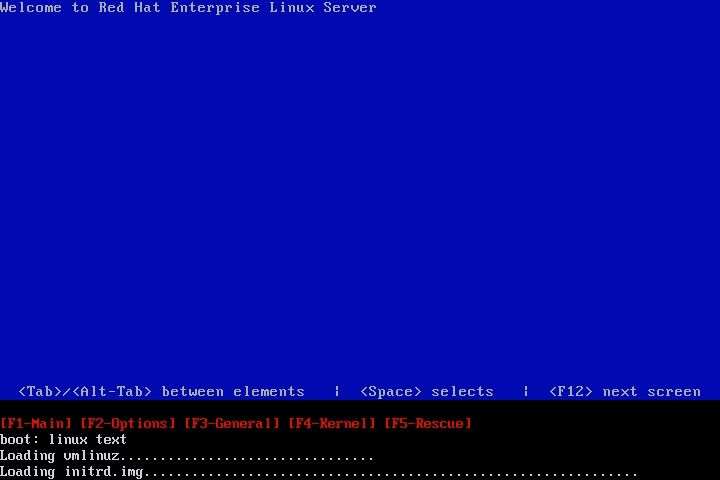 Welcome to Red Hat Enterprise Linux Server
<Tab>/<Alt-Tab> between elements | <Space> selects | <F12> next screen
[F1-Main] [F2-Options] [F3-General] [F4-Kernel] [F5-Rescue]
boot: linux text
Loading vmlinuz................................
Loading initrd.img..............................................................